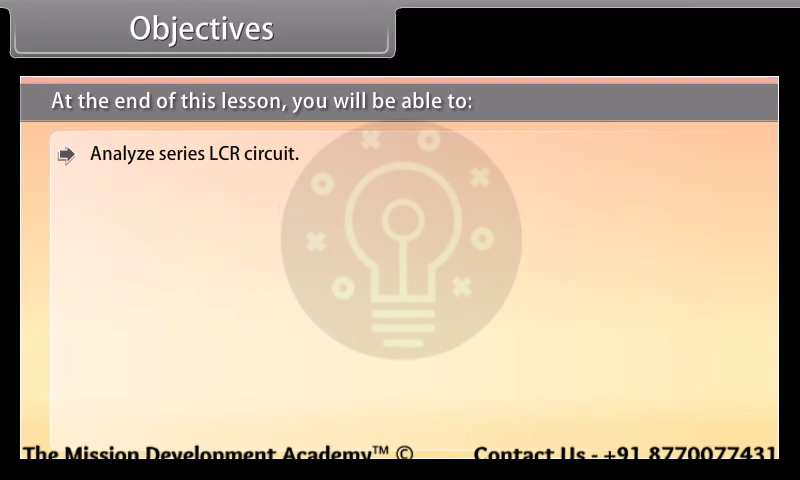 Objectives
At the end of this lesson, you will be able to:
Analyze series LCR circuit.
The Mission Development Academy™ © Contact Us - +91 8770077431